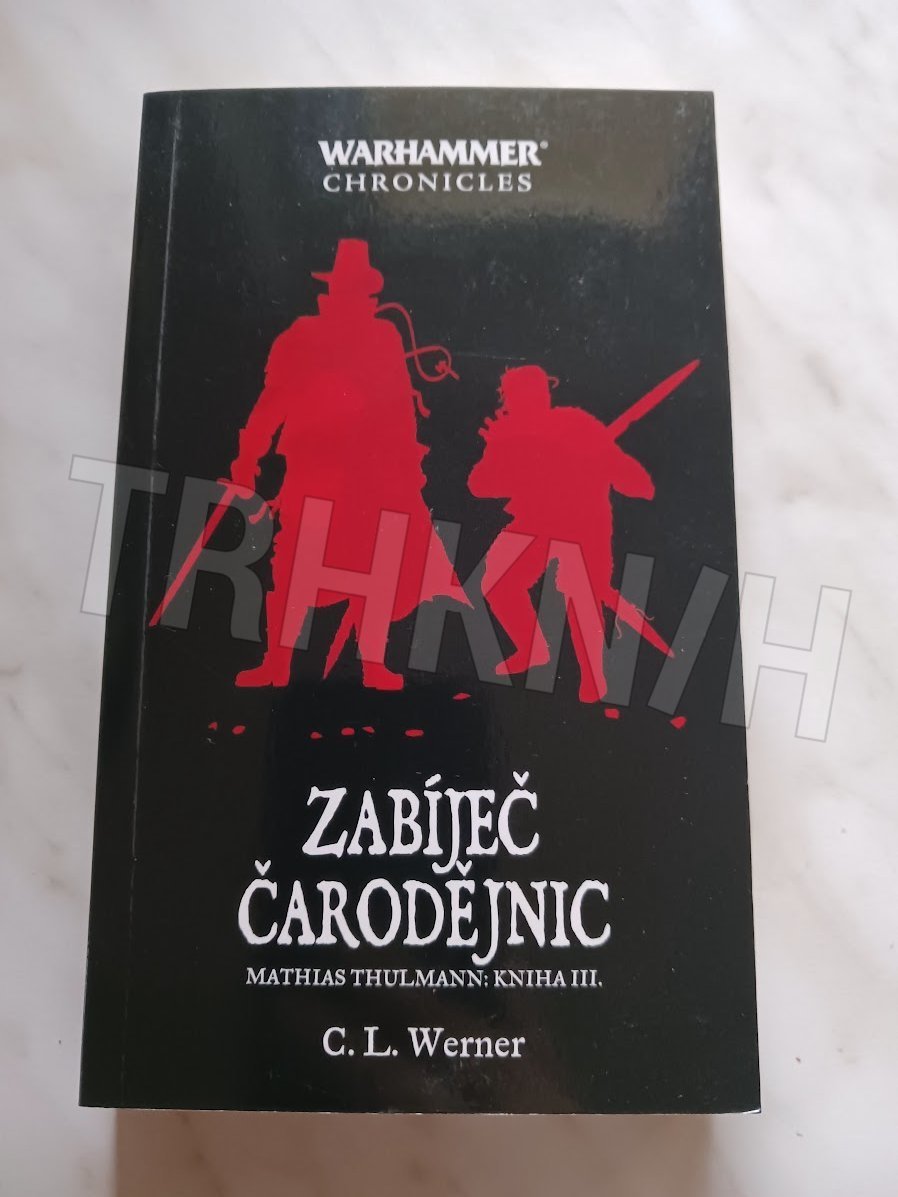 WARHAMMER®
CHRONICLES
TRHKNIH
ZABÍJEČ
ČARODĚJNIC
MATHIAS THULMANN: KNIHA III.
C. L. Werner